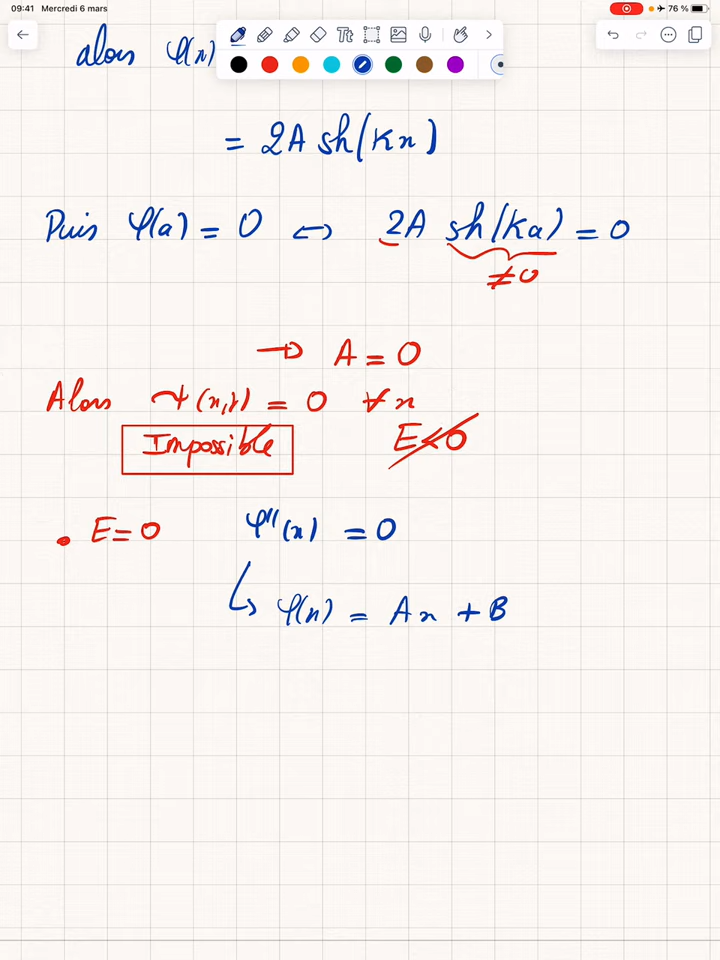 09:41 Mercredi 6 mars
76 %
Tt
alors φ(x)
= 2A sh(Kx)
Puis φ(a) = 0 ↔ 2A sh(Ka) = 0
≠0
→ A = 0
Alors ψ(x,t) = 0 ∀x
Impossible E<0
• E=0 φ''(x) = 0
↳ φ(x) = Ax + B